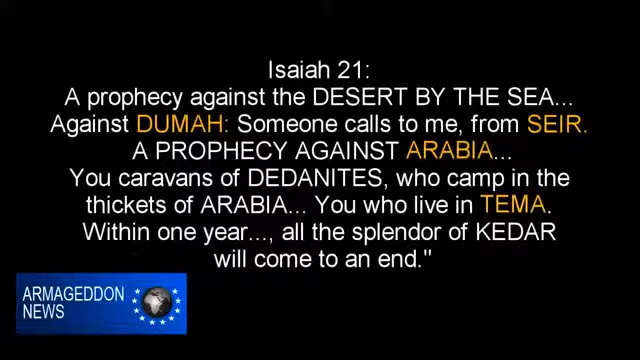 Isaiah 21:
A prophecy against the DESERT BY THE SEA...
Against DUMAH: Someone calls to me, from SEIR.
A PROPHECY AGAINST ARABIA...
You caravans of DEDANITES, who camp in the
thickets of ARABIA... You who live in TEMA.
Within one year..., all the splendor of KEDAR
will come to an end."
ARMAGEDDON
NEWS